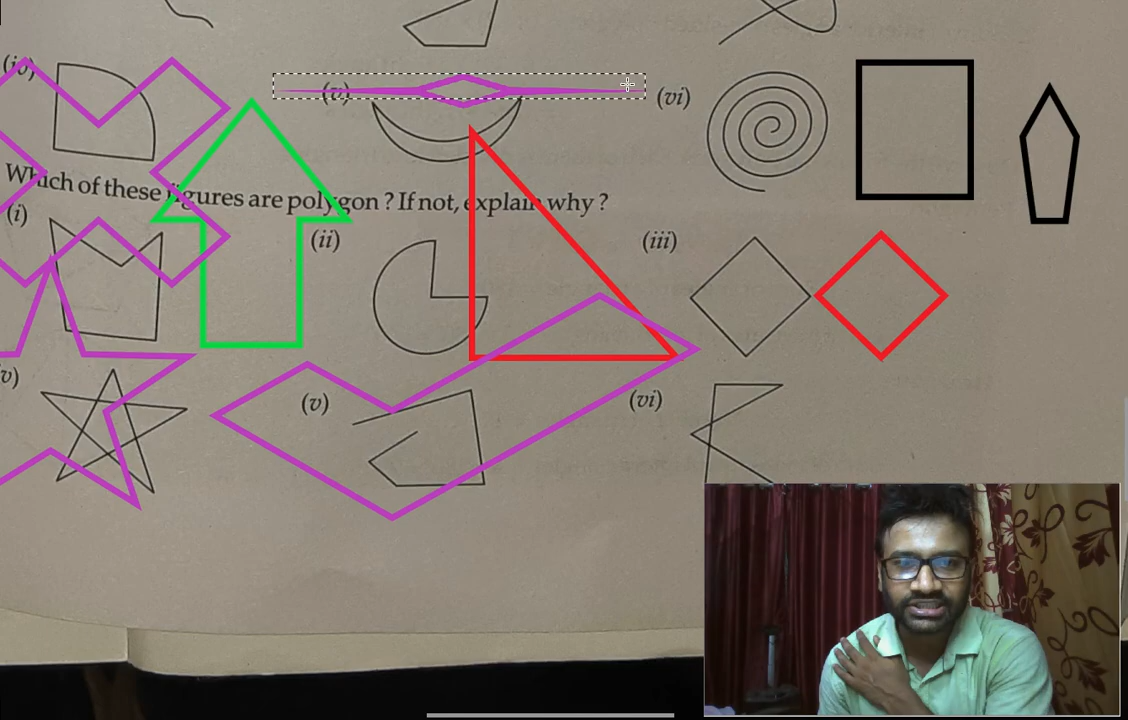 (iv) (v) (vi)
Which of these figures are polygon ? If not, explain why ?
(i) (ii) (iii)
(v) (vi)